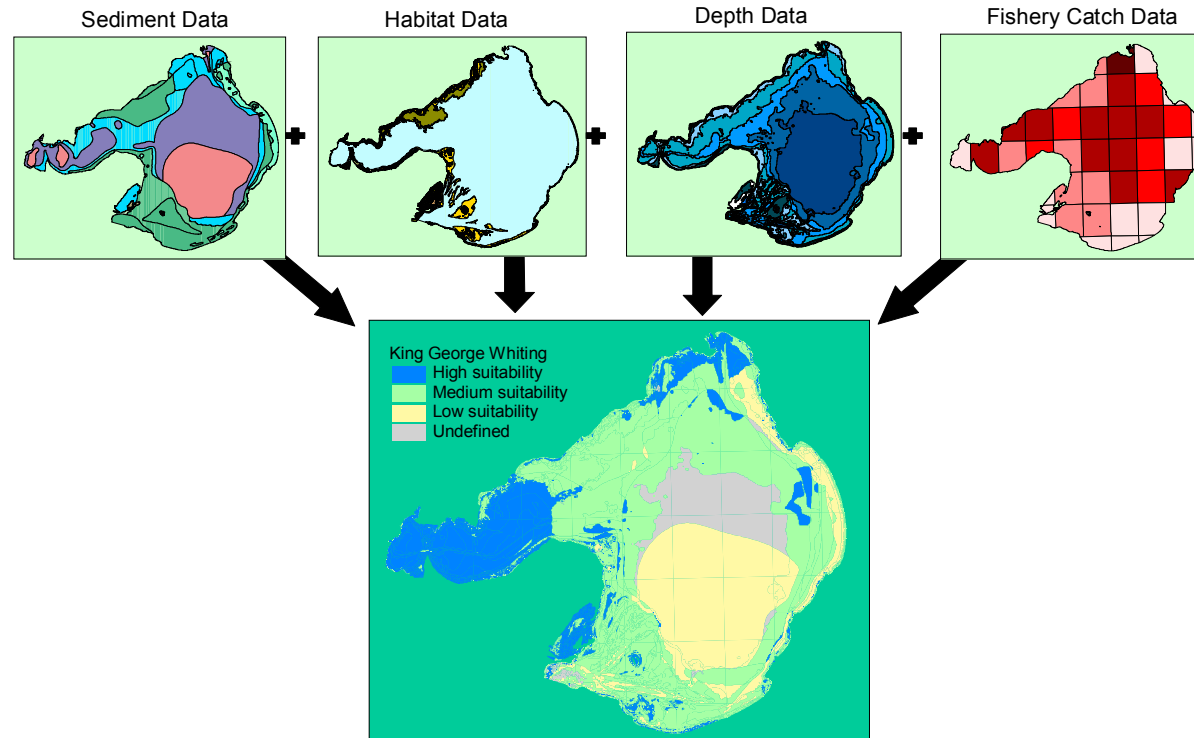 Sediment Data
Habitat Data
Depth Data
Fishery Catch Data
King George Whiting
High suitability
Medium suitability
Low suitability
Undefined